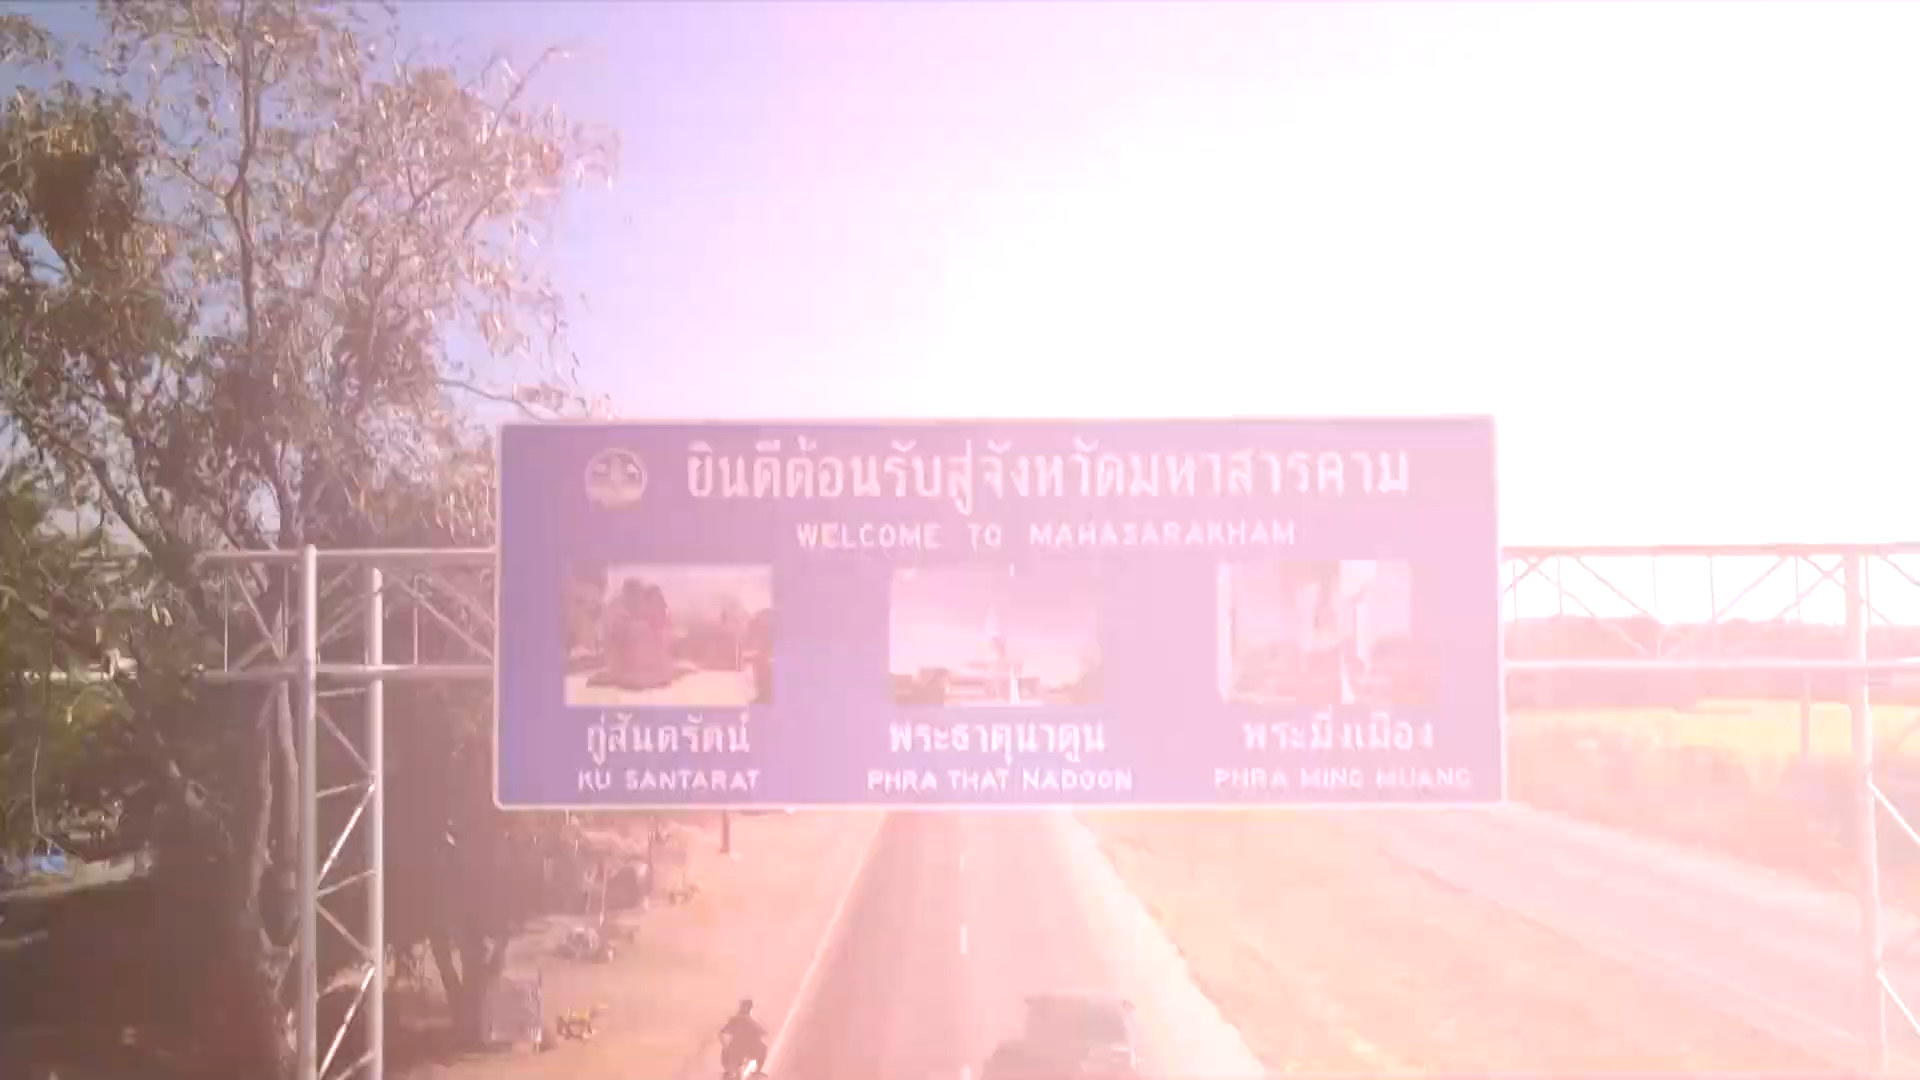 ยินดีต้อนรับสู่จังหวัดมหาสารคาม
WELCOME TO MAHASARAKHAM
กู่สันตรัตน์
พระธาตุนาดูน
พระมิ่งเมือง
KU SANTARAT
PHRA THAT NADOON
PHRA MING MUANG